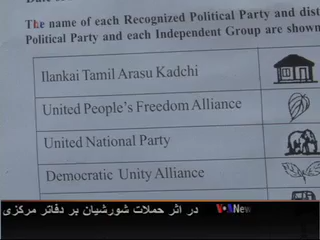 The name of each Recognized Political Party and dist
Political Party and each Independent Group are shown
Ilankai Tamil Arasu Kadchi
United People's Freedom Alliance
United National Party
Democratic Unity Alliance
در اثر حملات شورشیان بر دفاتر مرکزی
VOANews